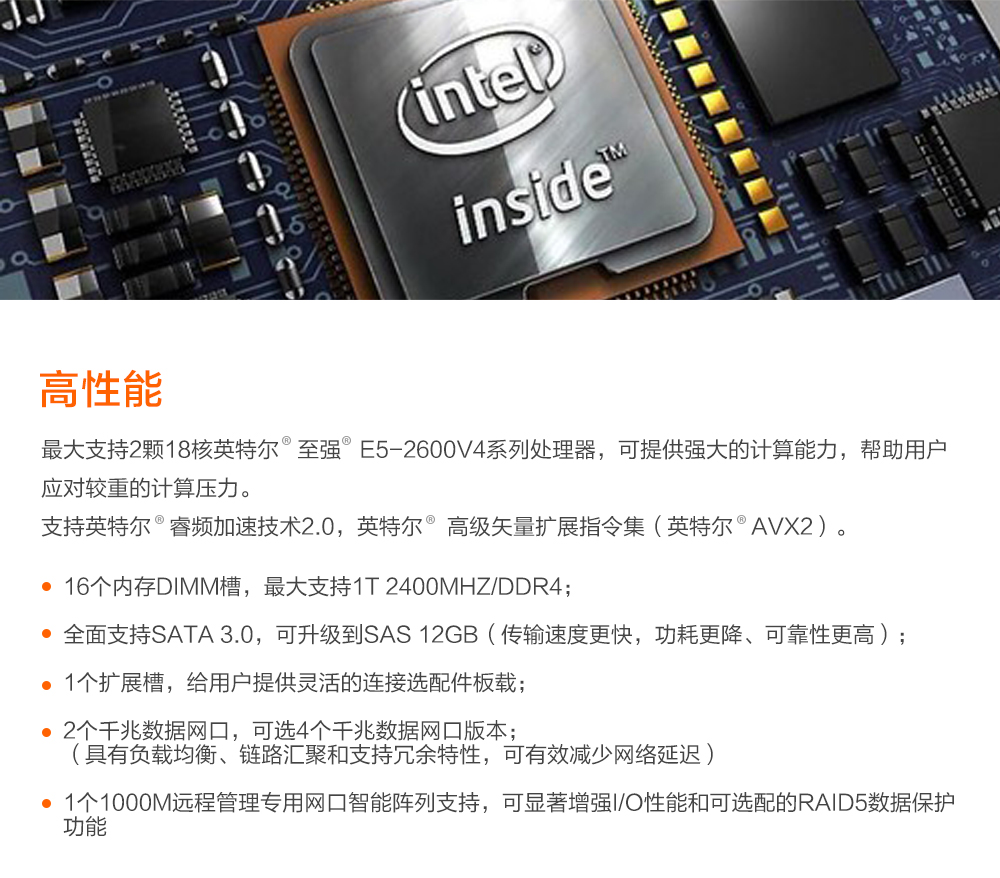 intel®
inside™
高性能
最大支持2颗18核英特尔® 至强® E5-2600V4系列处理器，可提供强大的计算能力，帮助用户
应对较重的计算压力。
支持英特尔® 睿频加速技术2.0，英特尔® 高级矢量扩展指令集（英特尔® AVX2）。
16个内存DIMM槽，最大支持1T 2400MHZ/DDR4；
全面支持SATA 3.0，可升级到SAS 12GB（传输速度更快，功耗更降、可靠性更高）；
1个扩展槽，给用户提供灵活的连接选配件板载；
2个千兆数据网口，可选4个千兆数据网口版本；
（具有负载均衡、链路汇聚和支持冗余特性，可有效减少网络延迟）
1个1000M远程管理专用网口智能阵列支持，可显著增强I/O性能和可选配的RAID5数据保护
功能